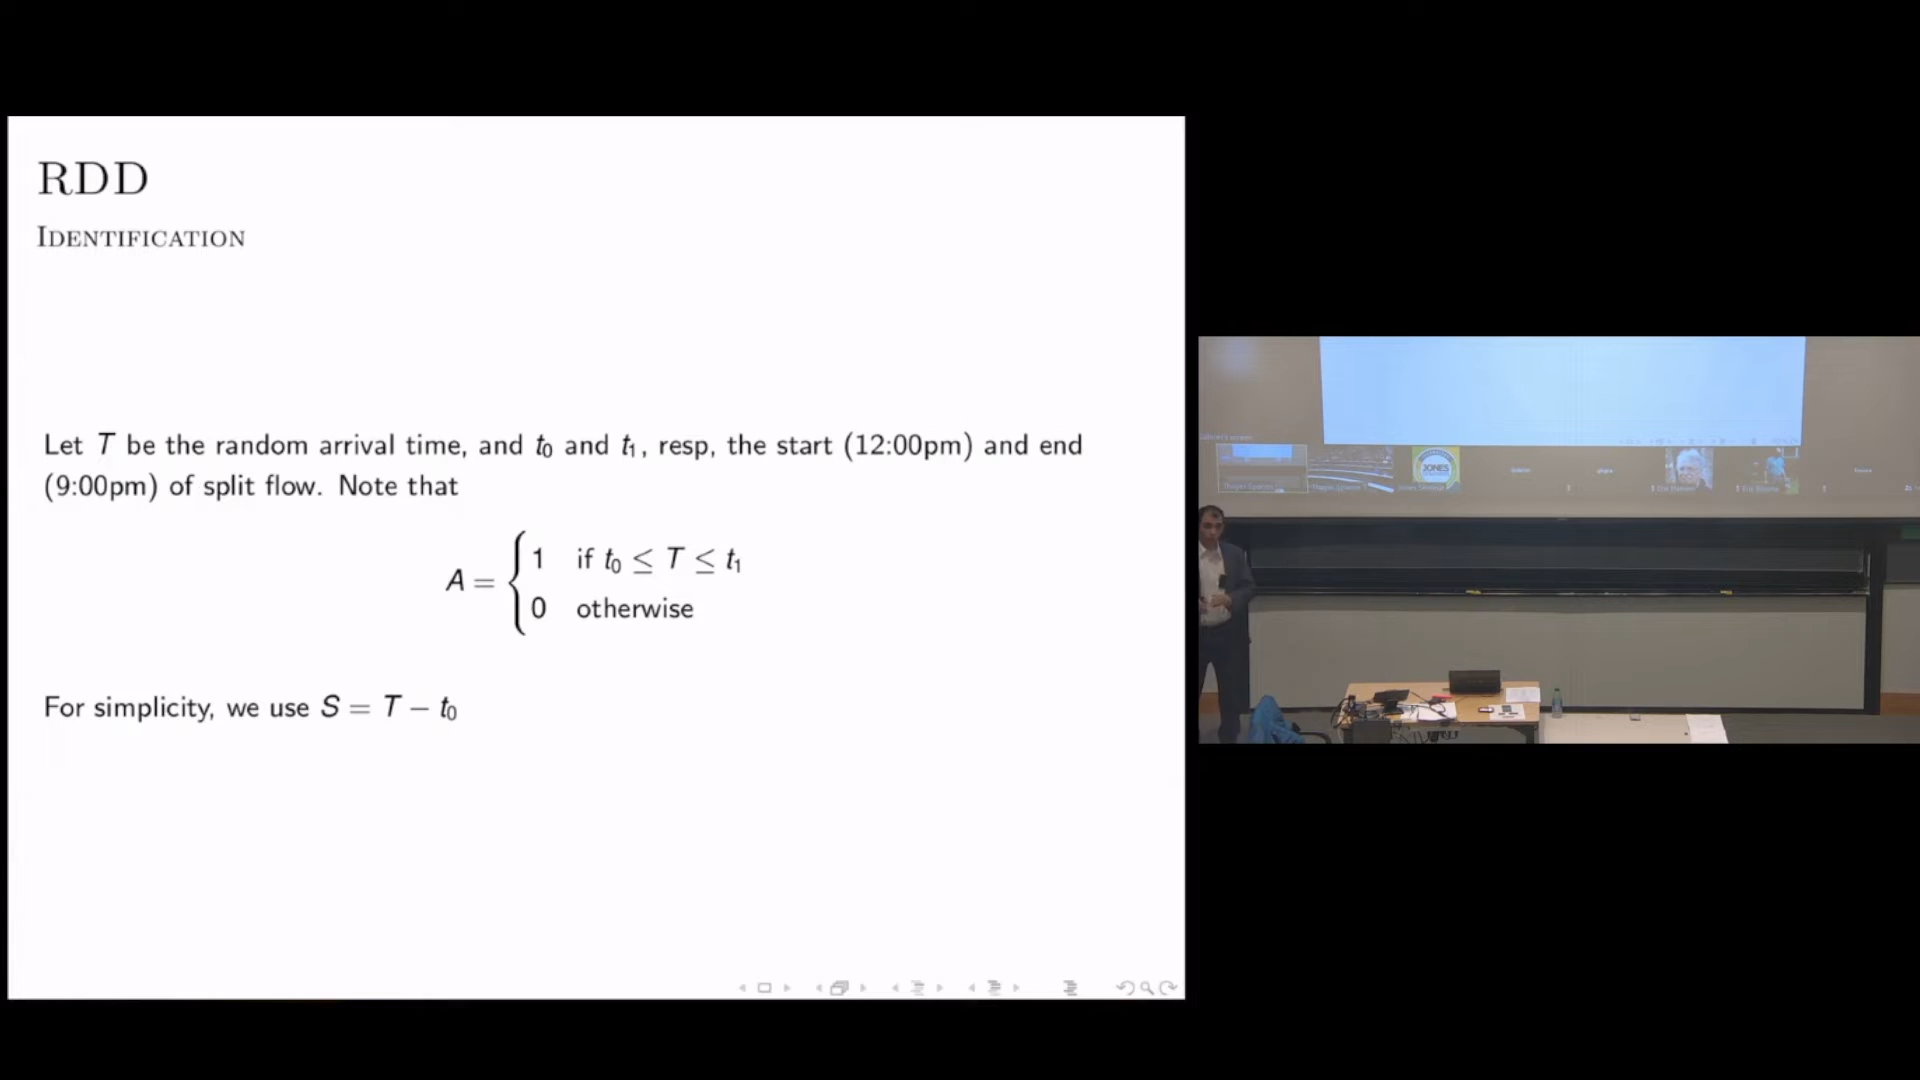 RDD
IDENTIFICATION
Let T be the random arrival time, and t₀ and t₁, resp, the start (12:00pm) and end
(9:00pm) of split flow. Note that
A = { 1 if t₀ ≤ T ≤ t₁
0 otherwise
For simplicity, we use S = T − t₀
JONES